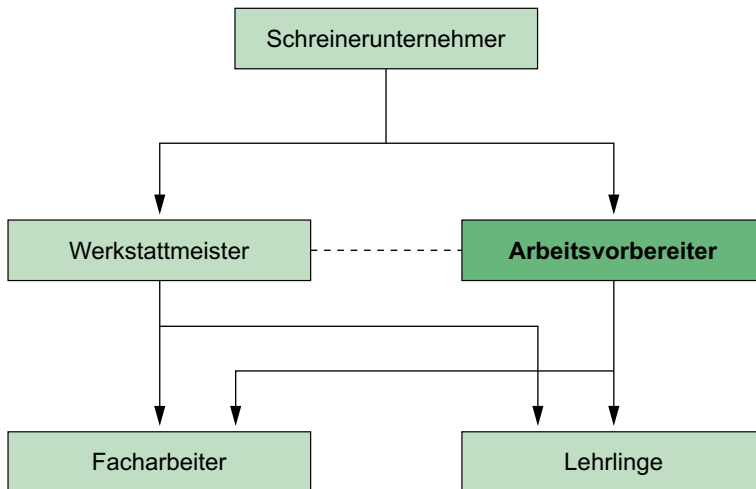 Schreinerunternehmer
Werkstattmeister
Arbeitsvorbereiter
Facharbeiter
Lehrlinge